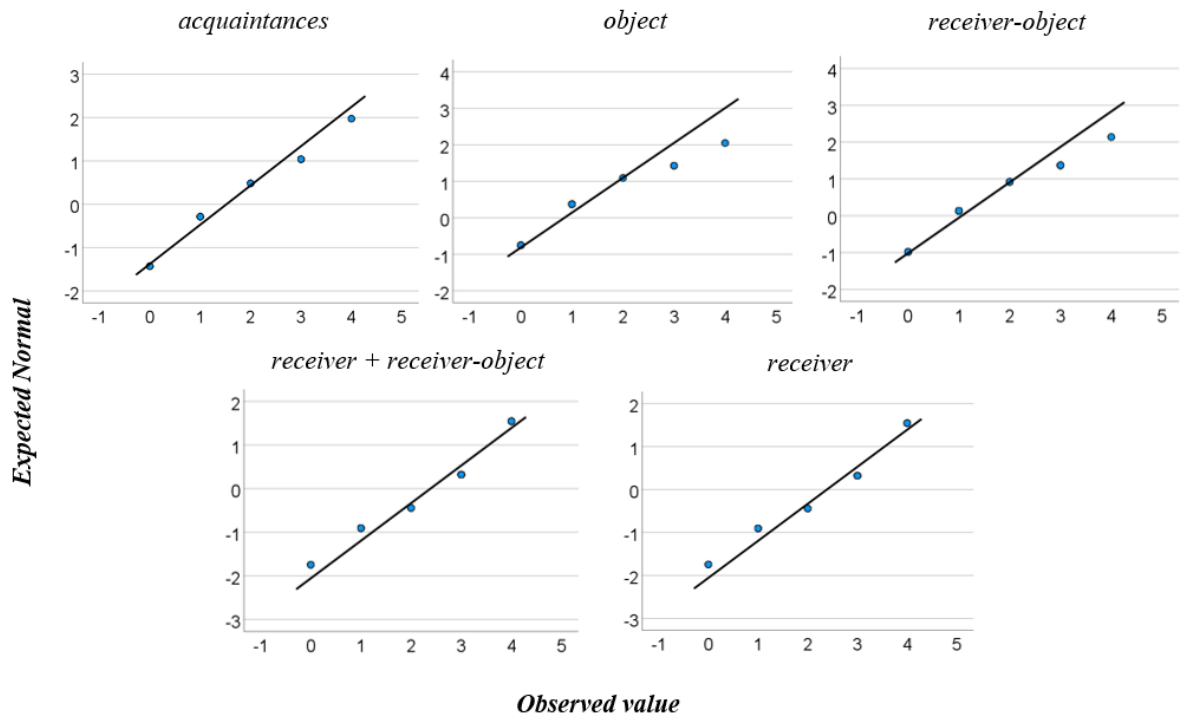 acquaintances
object
receiver-object
3
2
1
0
-1
-2
-1 0 1 2 3 4 5
4
3
2
1
0
-1
-2
-1 0 1 2 3 4 5
4
3
2
1
0
-1
-2
-1 0 1 2 3 4 5
Expected Normal
receiver + receiver-object
receiver
2
1
0
-1
-2
-3
-1 0 1 2 3 4 5
2
1
0
-1
-2
-3
-1 0 1 2 3 4 5
Observed value